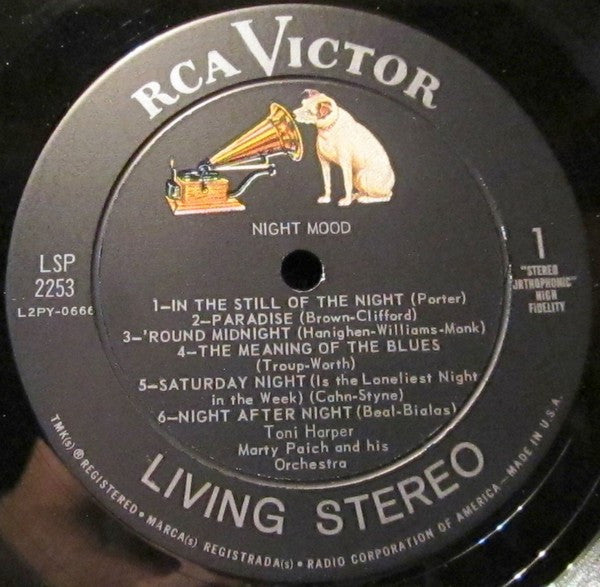 RCA VICTOR
NIGHT MOOD
LSP
2253
L2PY-0666
1
"STEREO
ORTHOPHONIC"
HIGH
FIDELITY
1—IN THE STILL OF THE NIGHT (Porter)
2—PARADISE (Brown-Clifford)
3—'ROUND MIDNIGHT (Hanighen-Williams-Monk)
4—THE MEANING OF THE BLUES
(Troup-Worth)
5—SATURDAY NIGHT (Is the Loneliest Night
in the Week) (Cahn-Styne)
6—NIGHT AFTER NIGHT (Beal-Bialas)
Toni Harper
Marty Paich and his
Orchestra
LIVING STEREO
TMK(s) ® REGISTERED • MARCA(s) REGISTRADA(s) • RADIO CORPORATION OF AMERICA—MADE IN U.S.A.